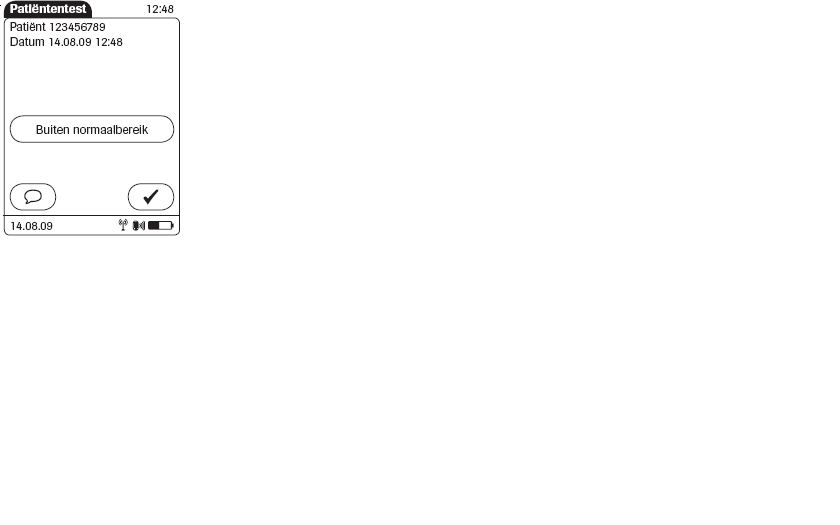 Patiëntentest 12:48
Patiënt 123456789
Datum 14.08.09 12:48
Buiten normaalbereik
14.08.09